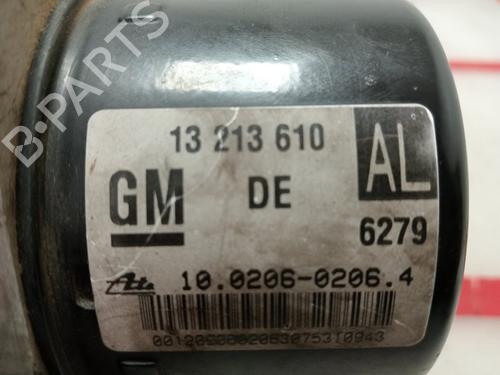 B-PARTS
13 213 610
GM DE AL
6279
Ate 10.0206-0206.4